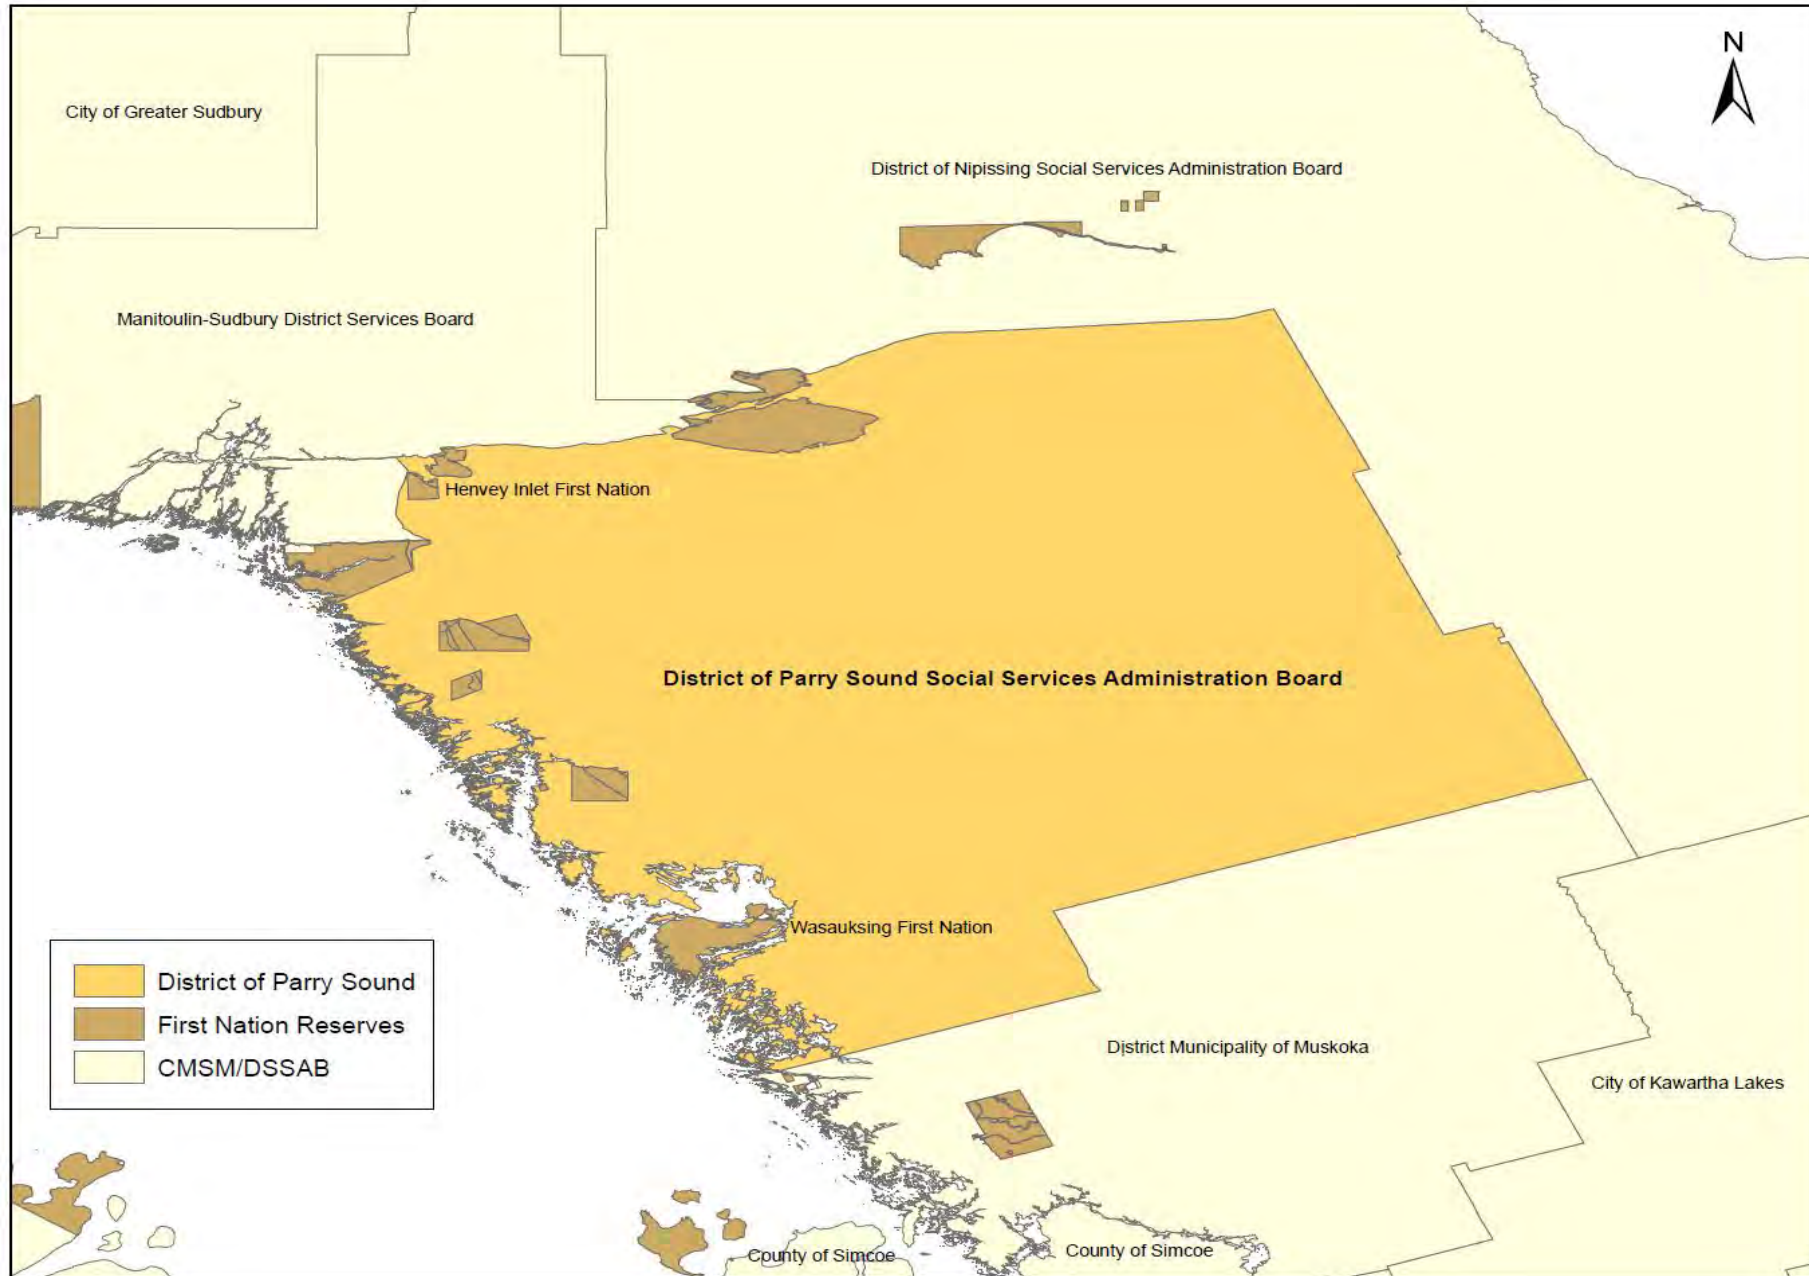 N
City of Greater Sudbury
District of Nipissing Social Services Administration Board
Manitoulin-Sudbury District Services Board
Henvey Inlet First Nation
District of Parry Sound Social Services Administration Board
Wasauksing First Nation
District of Parry Sound
First Nation Reserves
CMSM/DSSAB
District Municipality of Muskoka
City of Kawartha Lakes
County of Simcoe
County of Simcoe